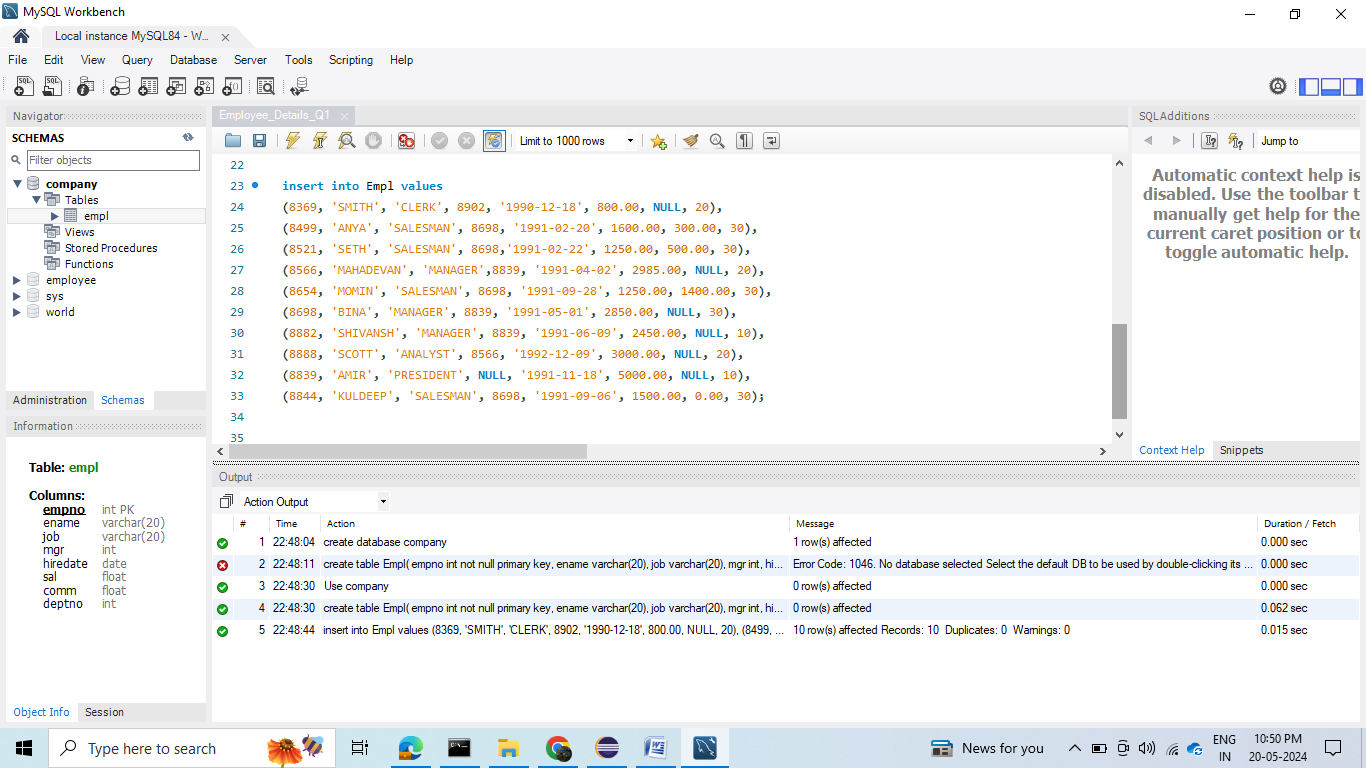 MySQL Workbench
Local instance MySQL84 - W...
File Edit View Query Database Server Tools Scripting Help
Navigator
SCHEMAS
Filter objects
company
Tables
empl
Views
Stored Procedures
Functions
employee
sys
world
Administration Schemas
Information
Table: empl
Columns:
empno int PK
ename varchar(20)
job varchar(20)
mgr int
hiredate date
sal float
comm float
deptno int
Object Info Session
Employee_Details_Q1
Limit to 1000 rows
22
23 insert into Empl values
24 (8369, 'SMITH', 'CLERK', 8902, '1990-12-18', 800.00, NULL, 20),
25 (8499, 'ANYA', 'SALESMAN', 8698, '1991-02-20', 1600.00, 300.00, 30),
26 (8521, 'SETH', 'SALESMAN', 8698,'1991-02-22', 1250.00, 500.00, 30),
27 (8566, 'MAHADEVAN', 'MANAGER',8839, '1991-04-02', 2985.00, NULL, 20),
28 (8654, 'MOMIN', 'SALESMAN', 8698, '1991-09-28', 1250.00, 1400.00, 30),
29 (8698, 'BINA', 'MANAGER', 8839, '1991-05-01', 2850.00, NULL, 30),
30 (8882, 'SHIVANSH', 'MANAGER', 8839, '1991-06-09', 2450.00, NULL, 10),
31 (8888, 'SCOTT', 'ANALYST', 8566, '1992-12-09', 3000.00, NULL, 20),
32 (8839, 'AMIR', 'PRESIDENT', NULL, '1991-11-18', 5000.00, NULL, 10),
33 (8844, 'KULDEEP', 'SALESMAN', 8698, '1991-09-06', 1500.00, 0.00, 30);
34
35
SQLAdditions
Jump to
Automatic context help is
disabled. Use the toolbar t
manually get help for the
current caret position or to
toggle automatic help.
Context Help Snippets
Output
Action Output
# Time Action Message Duration / Fetch
1 22:48:04 create database company 1 row(s) affected 0.000 sec
2 22:48:11 create table Empl( empno int not null primary key, ename varchar(20), job varchar(20), mgr int, hi... Error Code: 1046. No database selected Select the default DB to be used by double-clicking its ... 0.000 sec
3 22:48:30 Use company 0 row(s) affected 0.000 sec
4 22:48:30 create table Empl( empno int not null primary key, ename varchar(20), job varchar(20), mgr int, hi... 0 row(s) affected 0.062 sec
5 22:48:44 insert into Empl values (8369, 'SMITH', 'CLERK', 8902, '1990-12-18', 800.00, NULL, 20), (8499, ... 10 row(s) affected Records: 10 Duplicates: 0 Warnings: 0 0.015 sec
Type here to search
News for you
ENG
IN
10:50 PM
20-05-2024